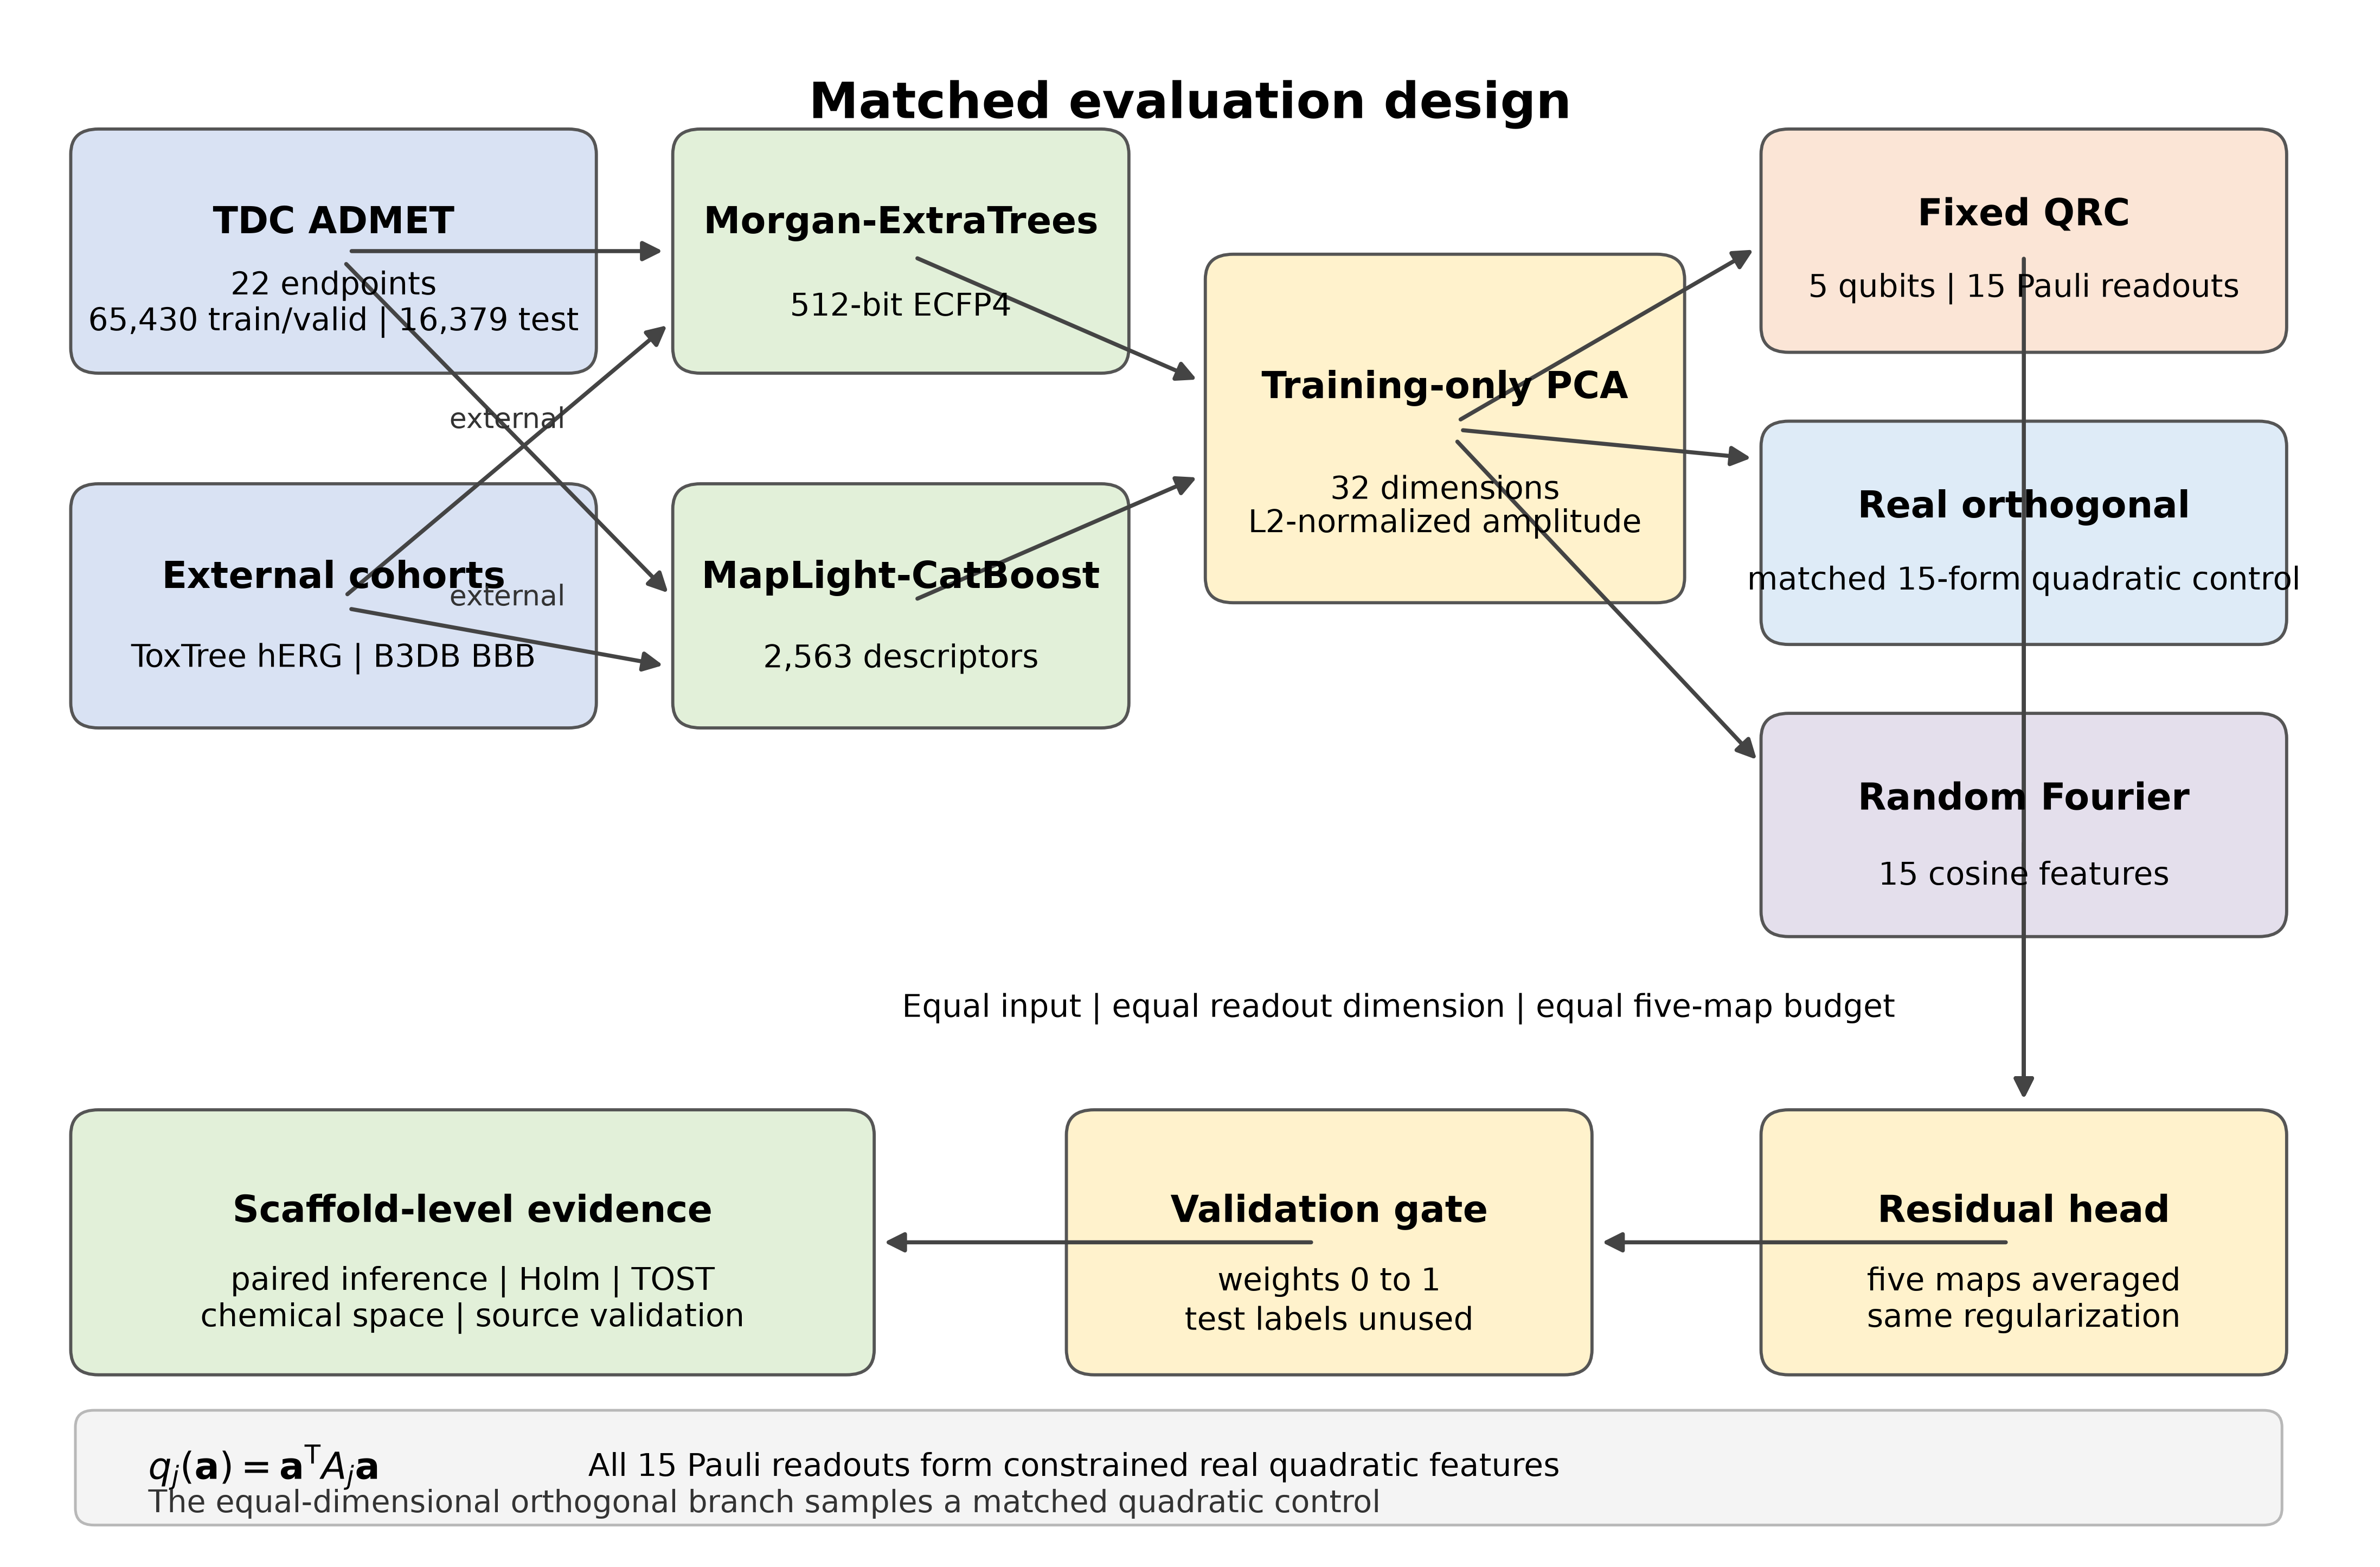 Matched evaluation design
TDC ADMET
22 endpoints
65,430 train/valid | 16,379 test
Morgan-ExtraTrees
512-bit ECFP4
Fixed QRC
5 qubits | 15 Pauli readouts
Training-only PCA
32 dimensions
L2-normalized amplitude
external
External cohorts
external
ToxTree hERG | B3DB BBB
MapLight-CatBoost
2,563 descriptors
Real orthogonal
matched 15-form quadratic control
Random Fourier
15 cosine features
Equal input | equal readout dimension | equal five-map budget
Scaffold-level evidence
paired inference | Holm | TOST
chemical space | source validation
Validation gate
weights 0 to 1
test labels unused
Residual head
five maps averaged
same regularization
qⱼ(𝐚) = 𝐚ᵀAⱼ𝐚 All 15 Pauli readouts form constrained real quadratic features
The equal-dimensional orthogonal branch samples a matched quadratic control